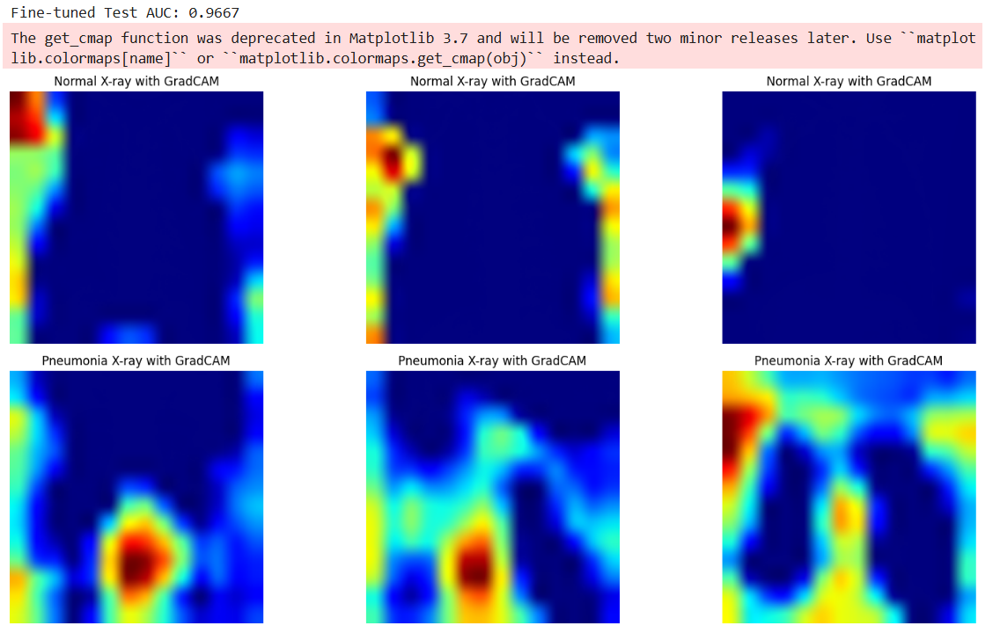 Fine-tuned Test AUC: 0.9667
The get_cmap function was deprecated in Matplotlib 3.7 and will be removed two minor releases later. Use ``matplot
lib.colormaps[name]`` or ``matplotlib.colormaps.get_cmap(obj)`` instead.
Normal X-ray with GradCAM
Normal X-ray with GradCAM
Normal X-ray with GradCAM
Pneumonia X-ray with GradCAM
Pneumonia X-ray with GradCAM
Pneumonia X-ray with GradCAM